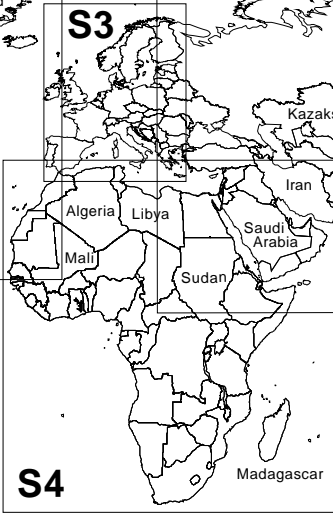 S3
Kazaks
Iran
Algeria
Libya
Saudi
Arabia
Mali
Sudan
Madagascar
S4